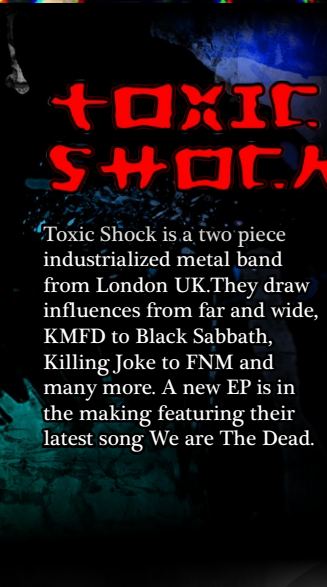 TOXIC
SHOCK
Toxic Shock is a two piece
industrialized metal band
from London UK.They draw
influences from far and wide,
KMFD to Black Sabbath,
Killing Joke to FNM and
many more. A new EP is in
the making featuring their
latest song We are The Dead.